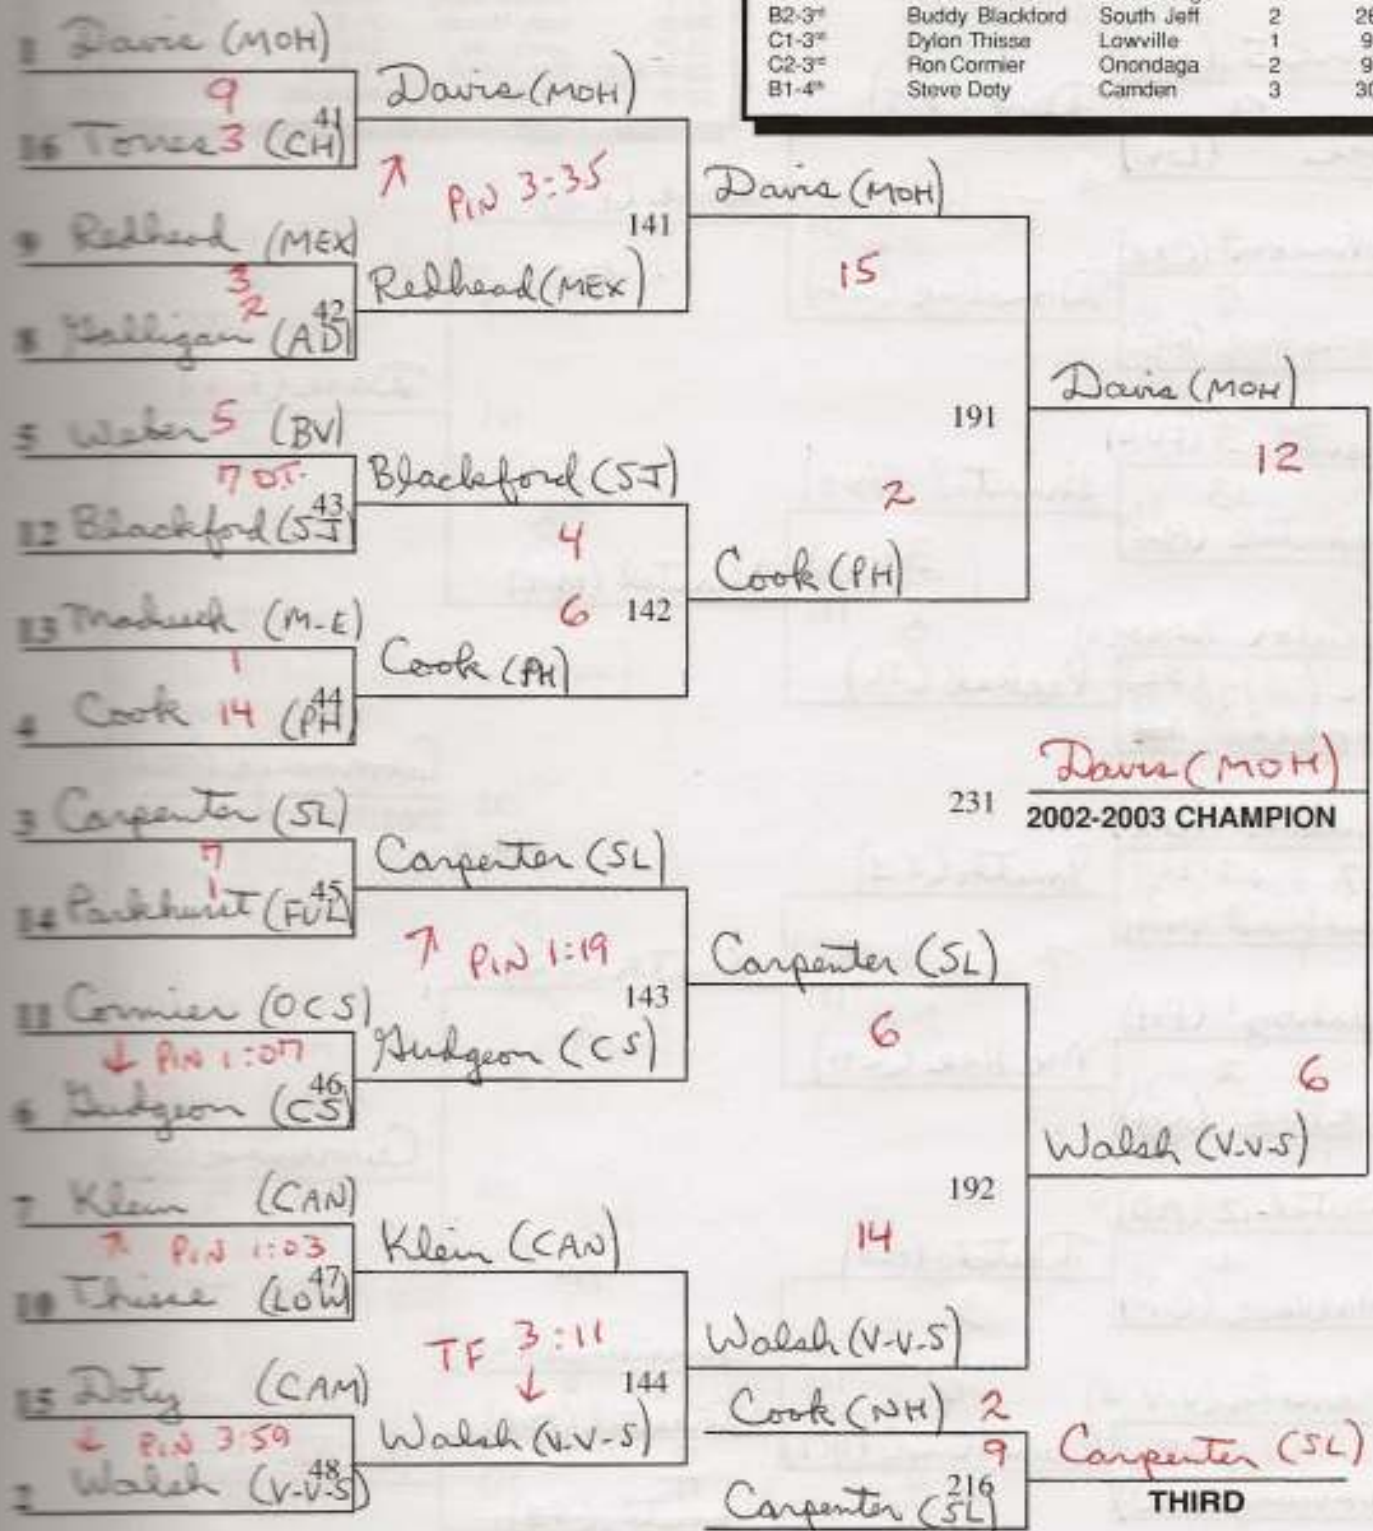 B2-3rd Buddy Blackford South Jeff 2 26
C1-3rd Dylon Thisse Lowville 1 9
C2-3rd Ron Cormier Onondaga 2 9
B1-4th Steve Doty Camden 3 30
1 Davis (MOH)
9
41
16 Torres 3 (CH)
Davis (MOH)
↑ PIN 3:35
141
9 Redhead (MEX)
3
2 42
8 Halligan (AD)
Redhead (MEX)
Davis (MOH)
15
191
5 Weber 5 (BV)
7 O.T.
43
12 Blackford (SJ)
Blackford (SJ)
4
6 142
13 (M-E)
1
44
4 Cook 14 (PH)
Cook (PH)
2
Cook (PH)
Davis (MOH)
12
231
Davis (MOH)
2002-2003 CHAMPION
3 Carpenter (SL)
7
1 45
14 Parkhurst (FUL)
Carpenter (SL)
↑ PIN 1:19
143
11 Cormier (OCS)
↓ PIN 1:07
46
6 Gudgeon (CS)
Gudgeon (CS)
Carpenter (SL)
6
192
7 Klein (CAN)
↑ PIN 1:03
47
10 Thisse (LOW)
Klein (CAN)
TF 3:11
↓ 144
15 Doty (CAM)
↓ PIN 3:59
48
2 Walsh (V-V-S)
Walsh (V-V-S)
14
Walsh (V-V-S)
6
Walsh (V-V-S)
Cook (NH) 2
9
216
Carpenter (SL)
Carpenter (SL)
THIRD